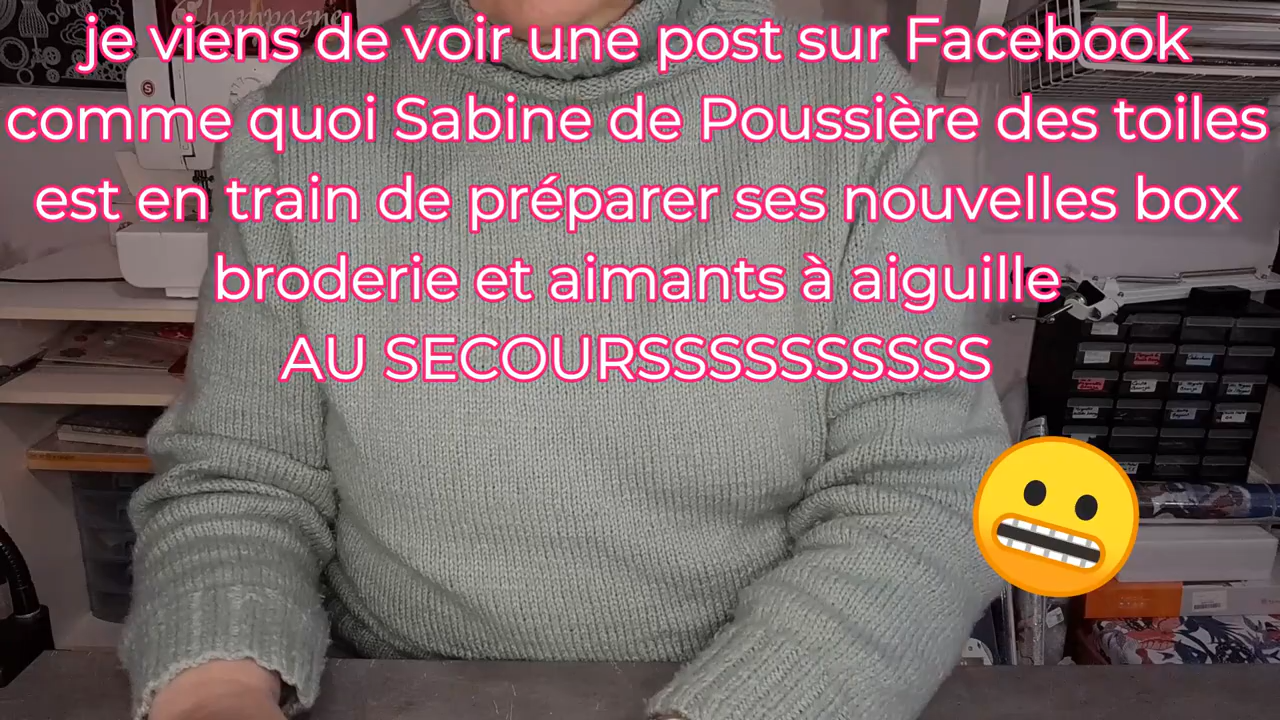 Champagne
je viens de voir une post sur Facebook
comme quoi Sabine de Poussière des toiles
est en train de préparer ses nouvelles box
broderie et aimants à aiguille
AU SECOURSSSSSSSSSS
S